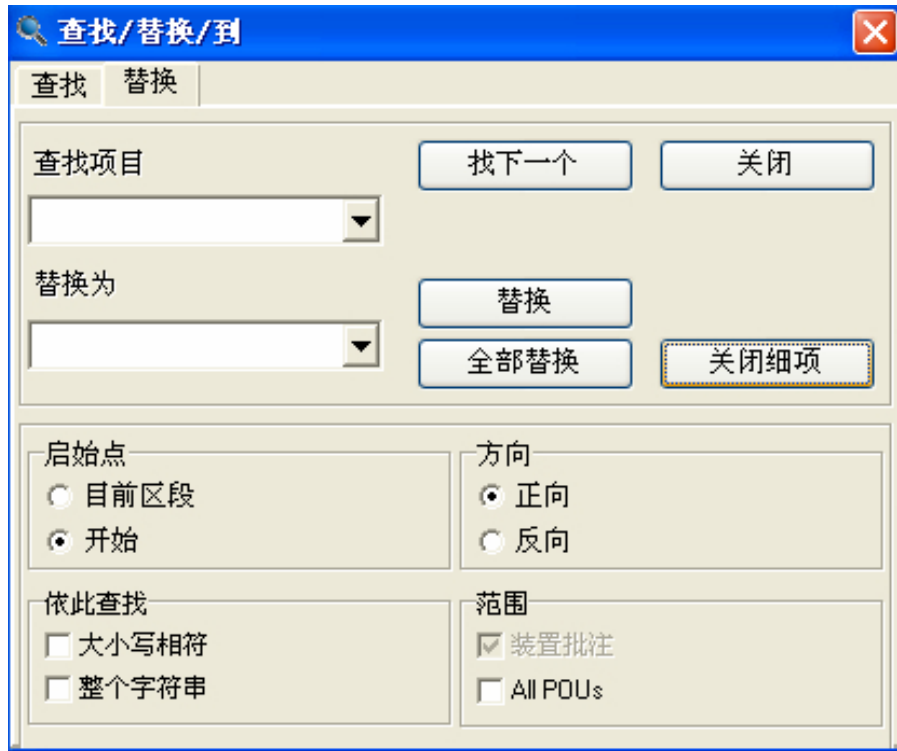 查找/替换/到
查找 替换
查找项目
找下一个
关闭
替换为
替换
全部替换
关闭细项
启始点
目前区段
开始
方向
正向
反向
依此查找
大小写相符
整个字符串
范围
装置批注
All POUs